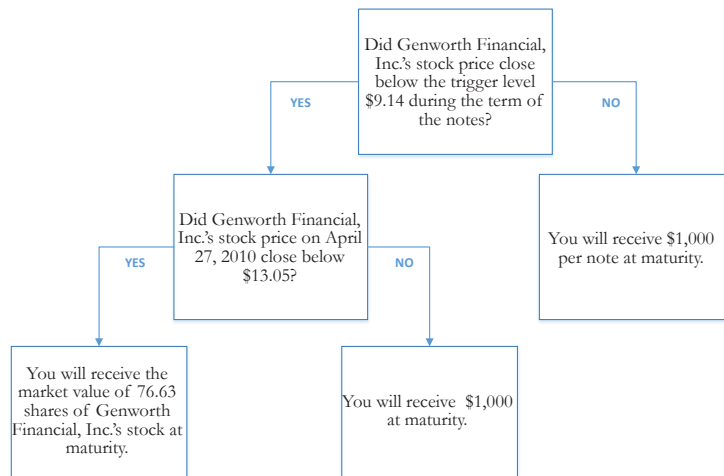 Did Genworth Financial,
Inc.'s stock price close
below the trigger level
$9.14 during the term of
the notes?
YES
NO
Did Genworth Financial,
Inc.'s stock price on April
27, 2010 close below
$13.05?
You will receive $1,000
per note at maturity.
YES
NO
You will receive the
market value of 76.63
shares of Genworth
Financial, Inc.'s stock at
maturity.
You will receive $1,000
at maturity.